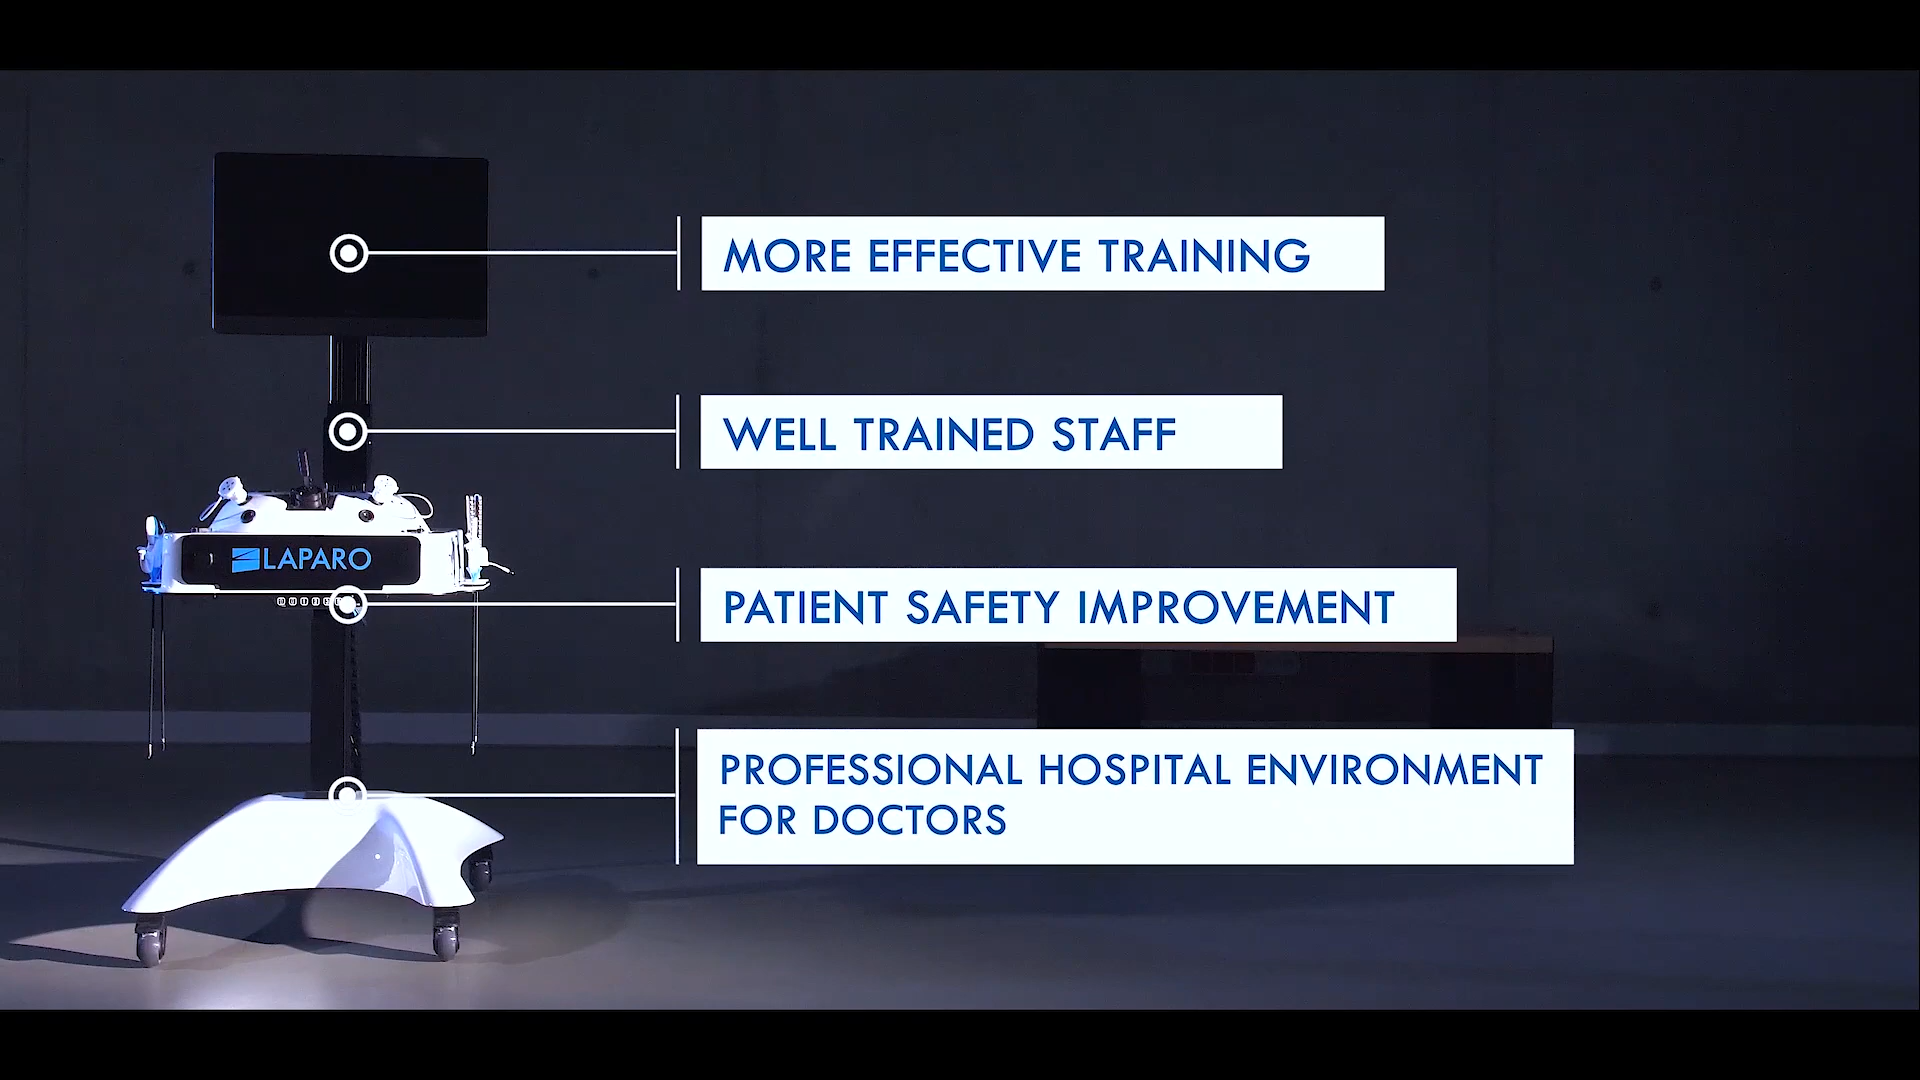 MORE EFFECTIVE TRAINING
WELL TRAINED STAFF
LAPARO
PATIENT SAFETY IMPROVEMENT
PROFESSIONAL HOSPITAL ENVIRONMENT
FOR DOCTORS